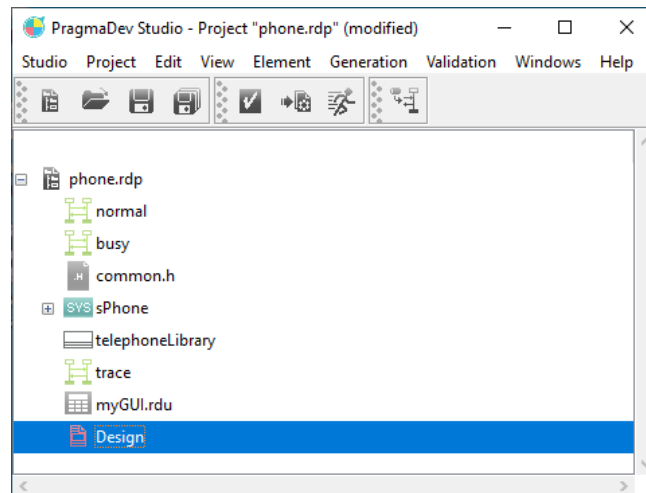 PragmaDev Studio - Project "phone.rdp" (modified)
Studio Project Edit View Element Generation Validation Windows Help
phone.rdp
normal
busy
.H common.h
SYS sPhone
telephoneLibrary
trace
myGUI.rdu
Design